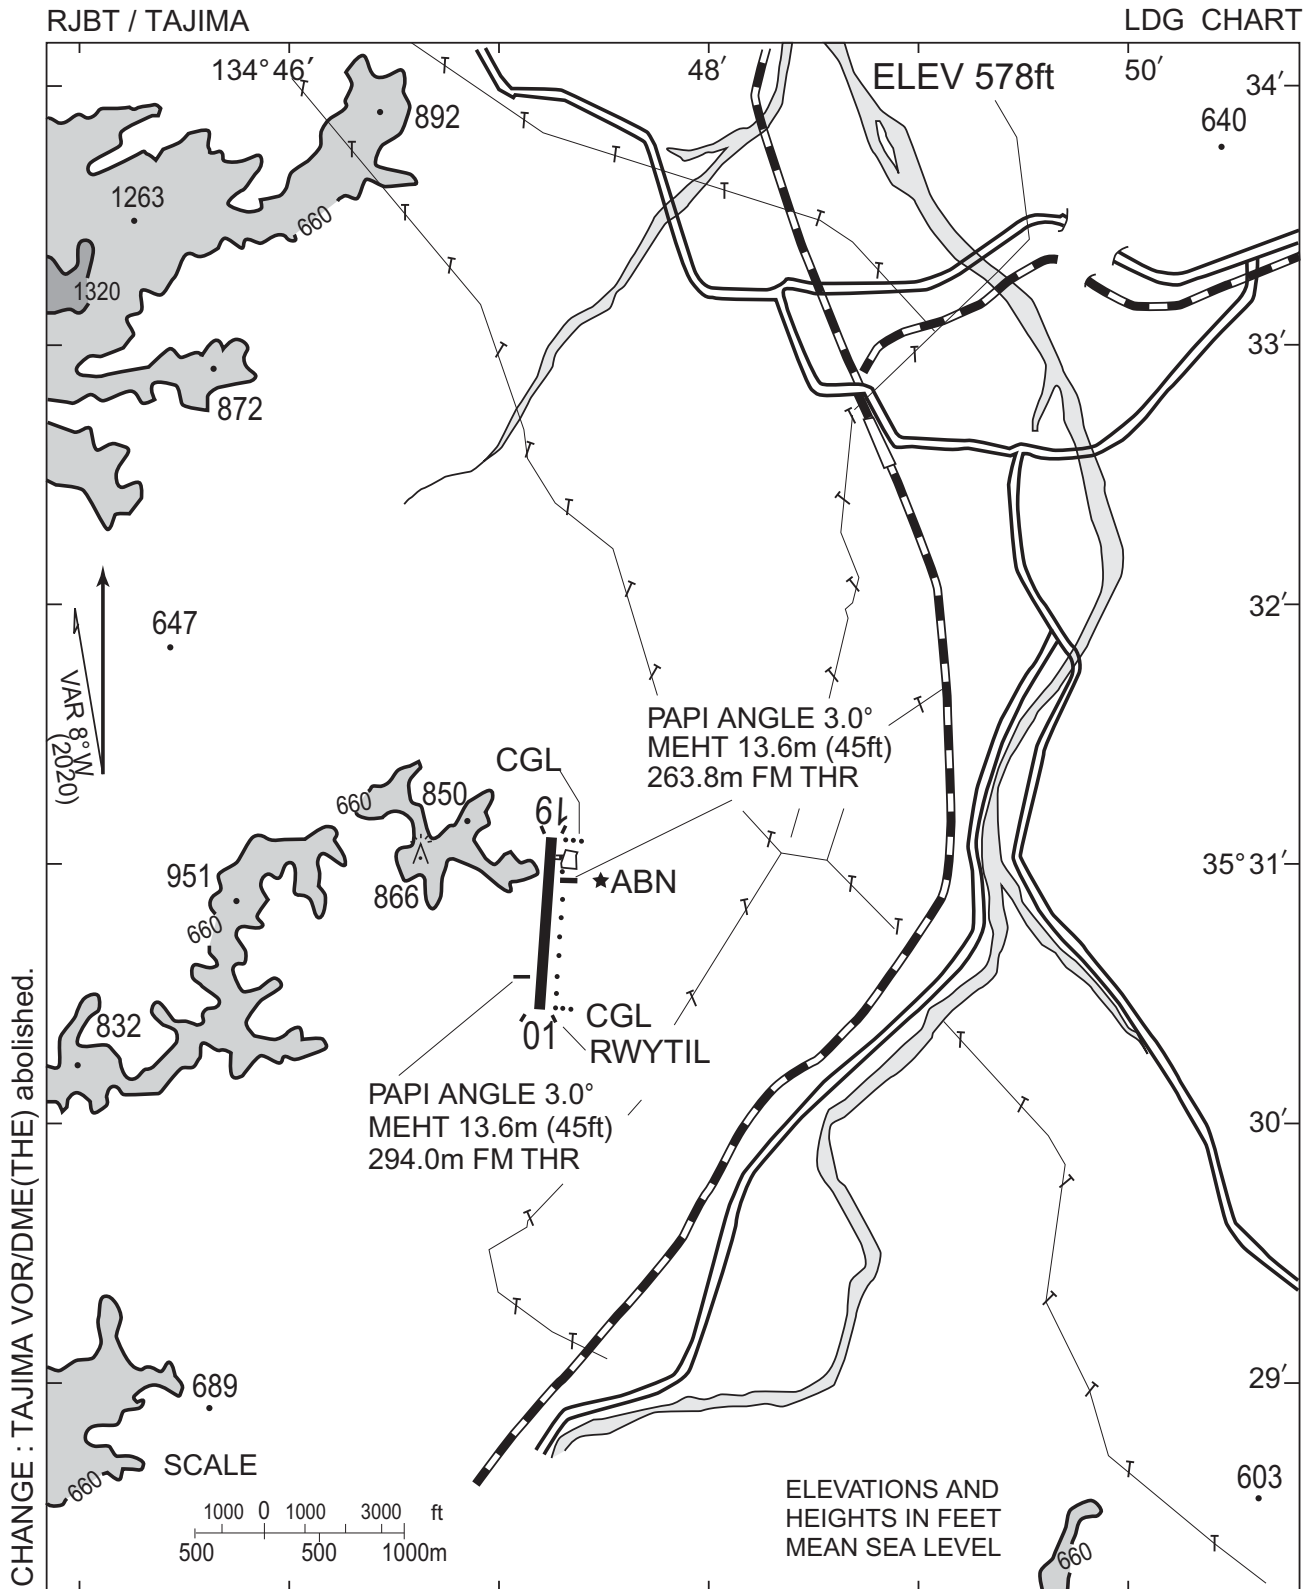 RJBT / TAJIMA
LDG CHART
134°46′
48′
50′
ELEV 578ft
34′
892
640
1263
660
1320
33′
872
32′
647
VAR 8°W
(2020)
PAPI ANGLE 3.0°
MEHT 13.6m (45ft)
263.8m FM THR
CGL
660
850
19
35°31′
951
866
ABN
660
832
CGL
01
RWYTIL
PAPI ANGLE 3.0°
MEHT 13.6m (45ft)
294.0m FM THR
30′
29′
689
SCALE
660
603
1000 0 1000 3000 ft
500 500 1000m
ELEVATIONS AND
HEIGHTS IN FEET
MEAN SEA LEVEL
660
CHANGE : TAJIMA VOR/DME(THE) abolished.